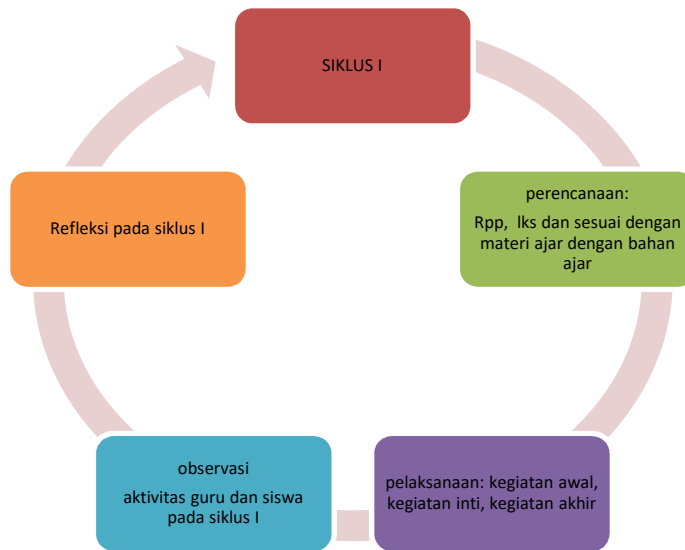 SIKLUS I
perencanaan:
Rpp, lks dan sesuai dengan
materi ajar dengan bahan
ajar
pelaksanaan: kegiatan awal,
kegiatan inti, kegiatan akhir
observasi
aktivitas guru dan siswa
pada siklus I
Refleksi pada siklus I